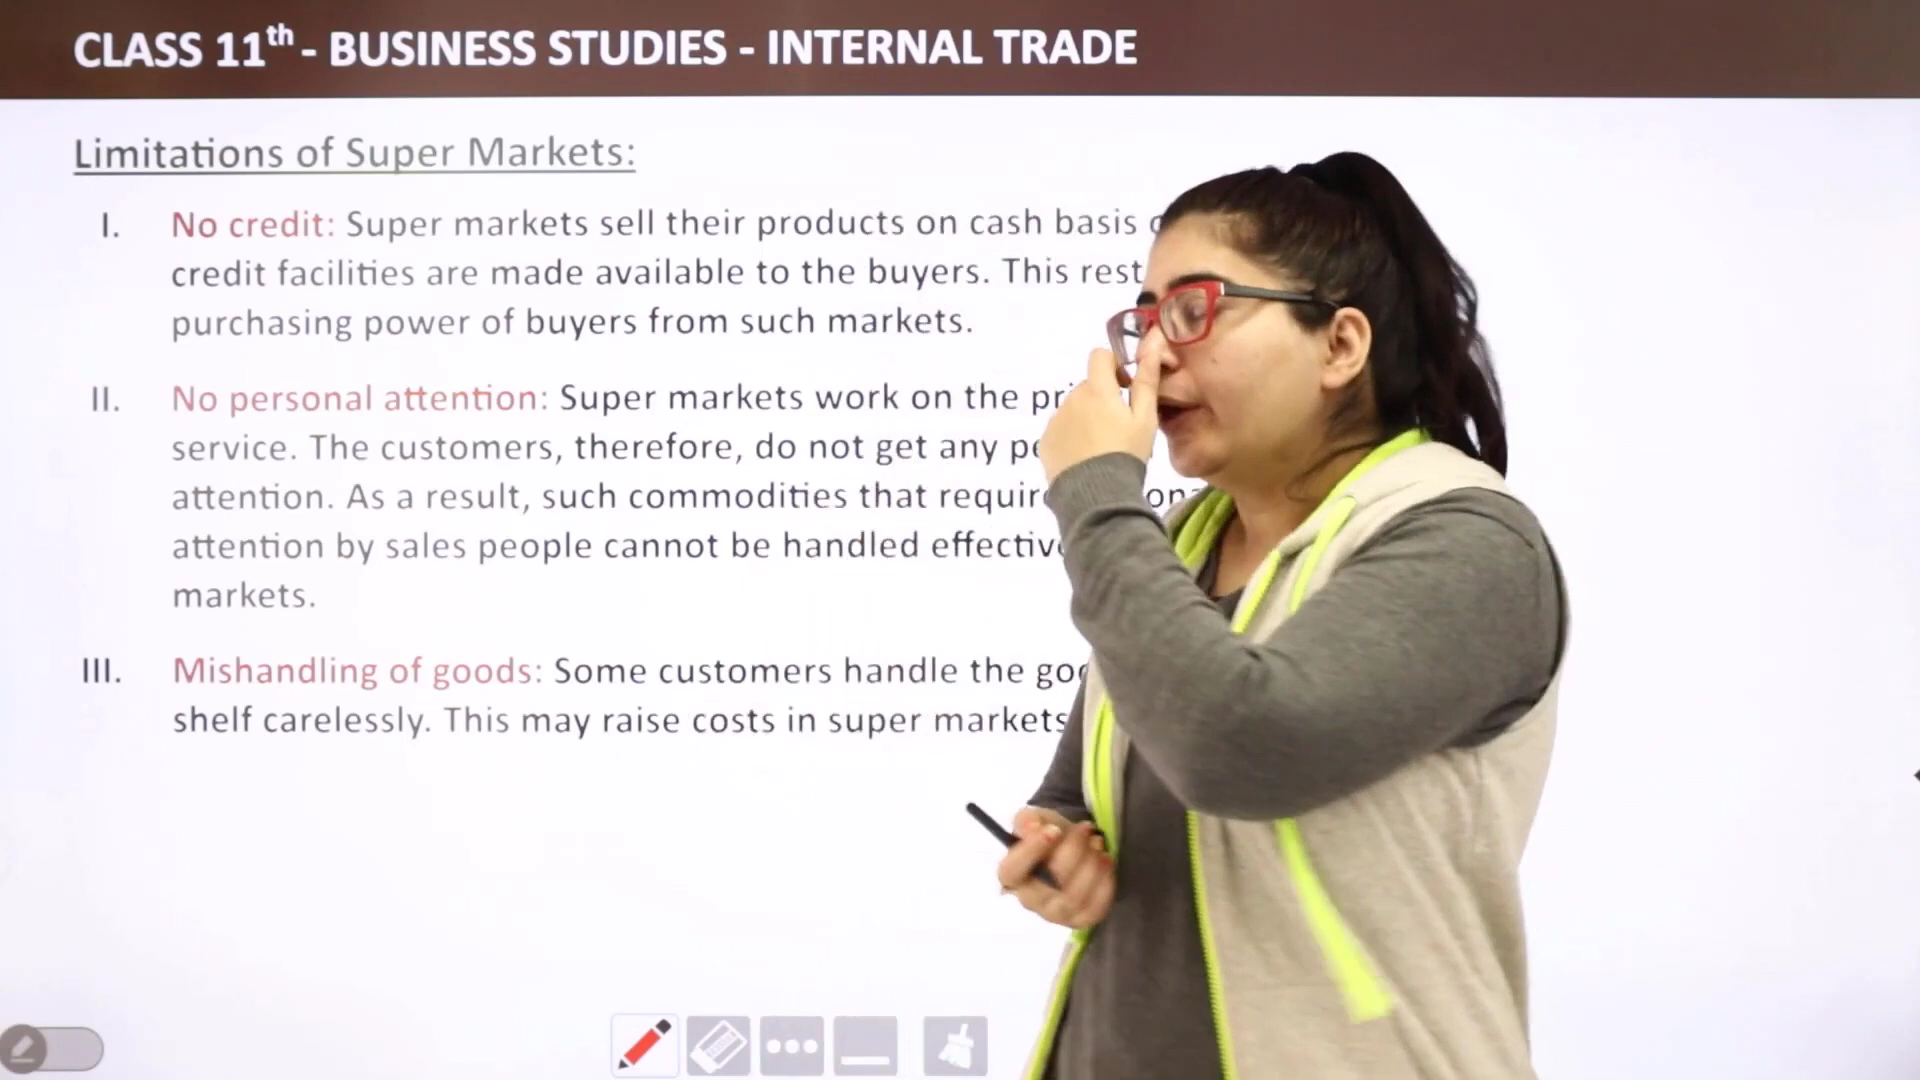 CLASS 11th - BUSINESS STUDIES - INTERNAL TRADE
Limitations of Super Markets:
I. No credit: Super markets sell their products on cash basis
credit facilities are made available to the buyers. This
purchasing power of buyers from such markets.
II. No personal attention: Super markets work on the
service. The customers, therefore, do not get any
attention. As a result, such commodities that
attention by sales people cannot be handled
markets.
III. Mishandling of goods: Some customers handle the
shelf carelessly. This may raise costs in super markets